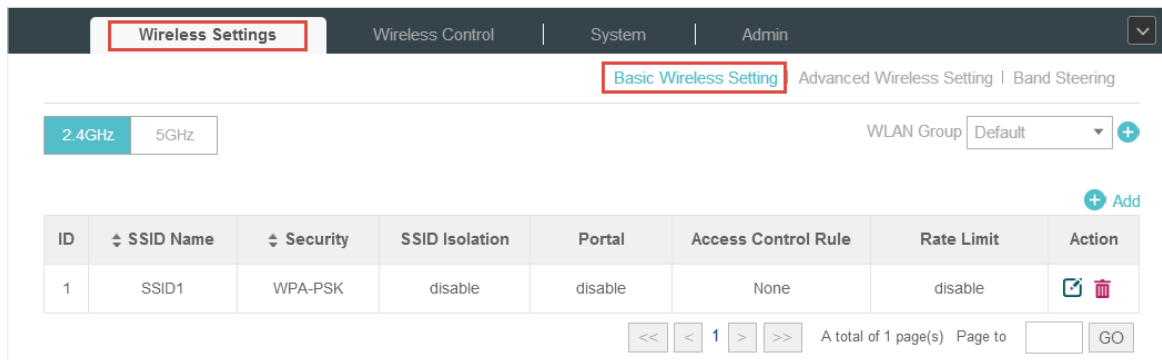 Wireless Settings Wireless Control System Admin
Basic Wireless Setting | Advanced Wireless Setting | Band Steering
2.4GHz 5GHz WLAN Group Default
Add
ID SSID Name Security SSID Isolation Portal Access Control Rule Rate Limit Action
1 SSID1 WPA-PSK disable disable None disable
<< < 1 > >> A total of 1 page(s) Page to GO